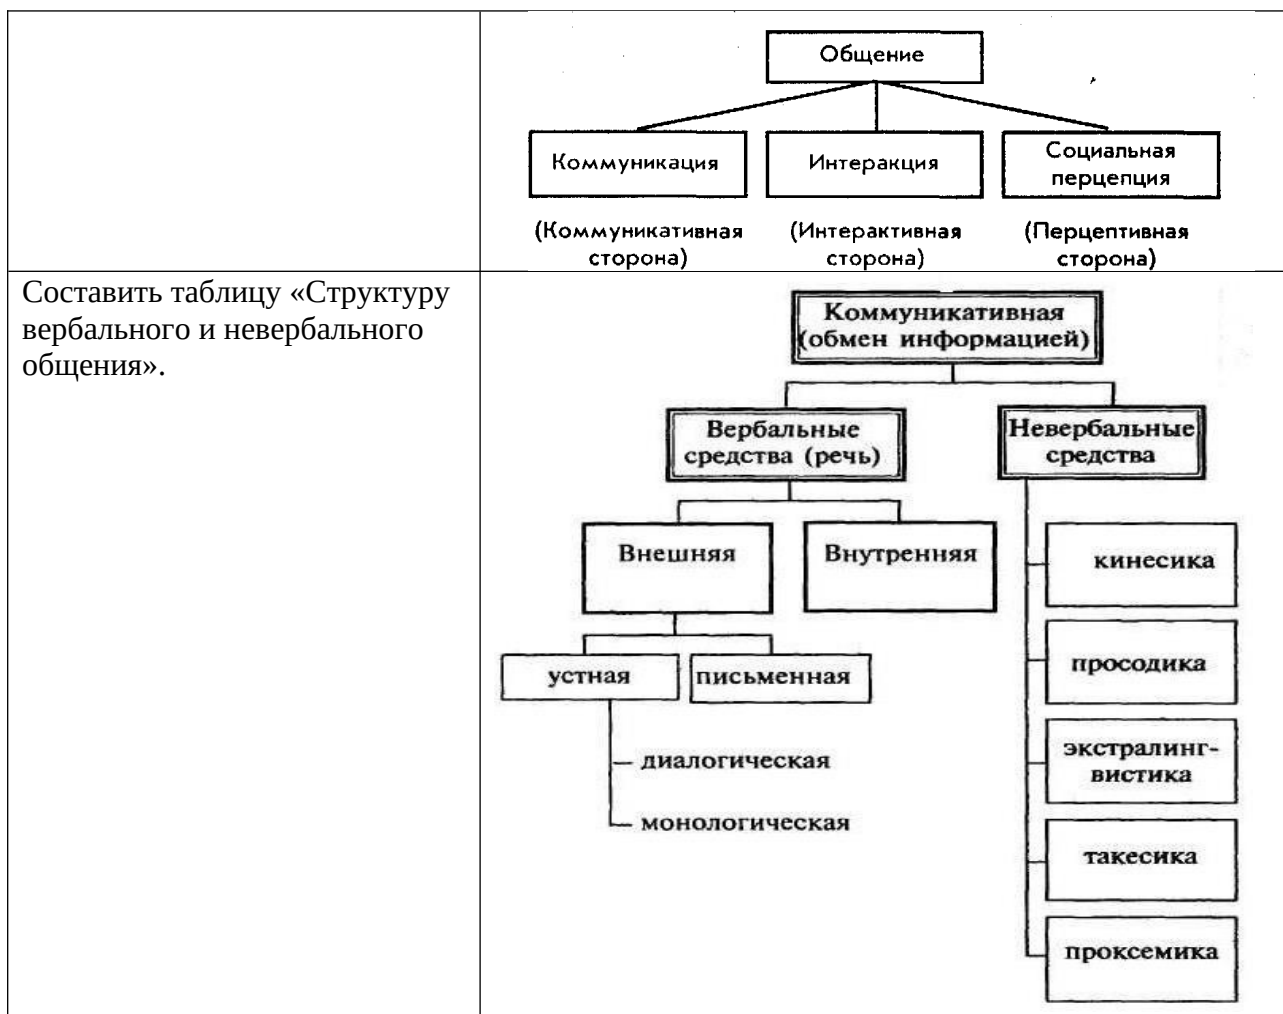 Общение
Коммуникация
Интеракция
Социальная
перцепция
(Коммуникативная
сторона)
(Интерактивная
сторона)
(Перцептивная
сторона)
Составить таблицу «Структуру
вербального и невербального
общения».
Коммуникативная
(обмен информацией)
Вербальные
средства (речь)
Невербальные
средства
Внешняя
Внутренняя
устная
письменная
диалогическая
монологическая
кинесика
просодика
экстралинг-
вистика
такесика
проксемика